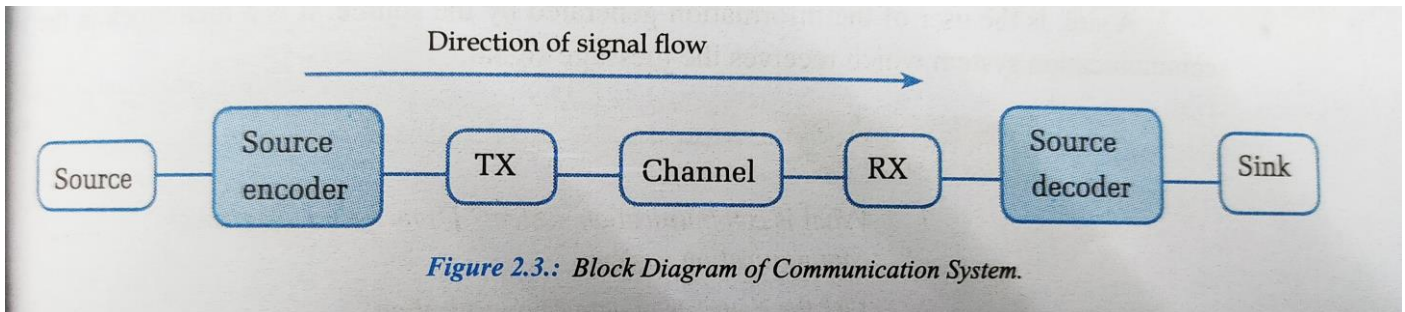 Direction of signal flow
Source
Source
encoder
TX
Channel
RX
Source
decoder
Sink
Figure 2.3.: Block Diagram of Communication System.